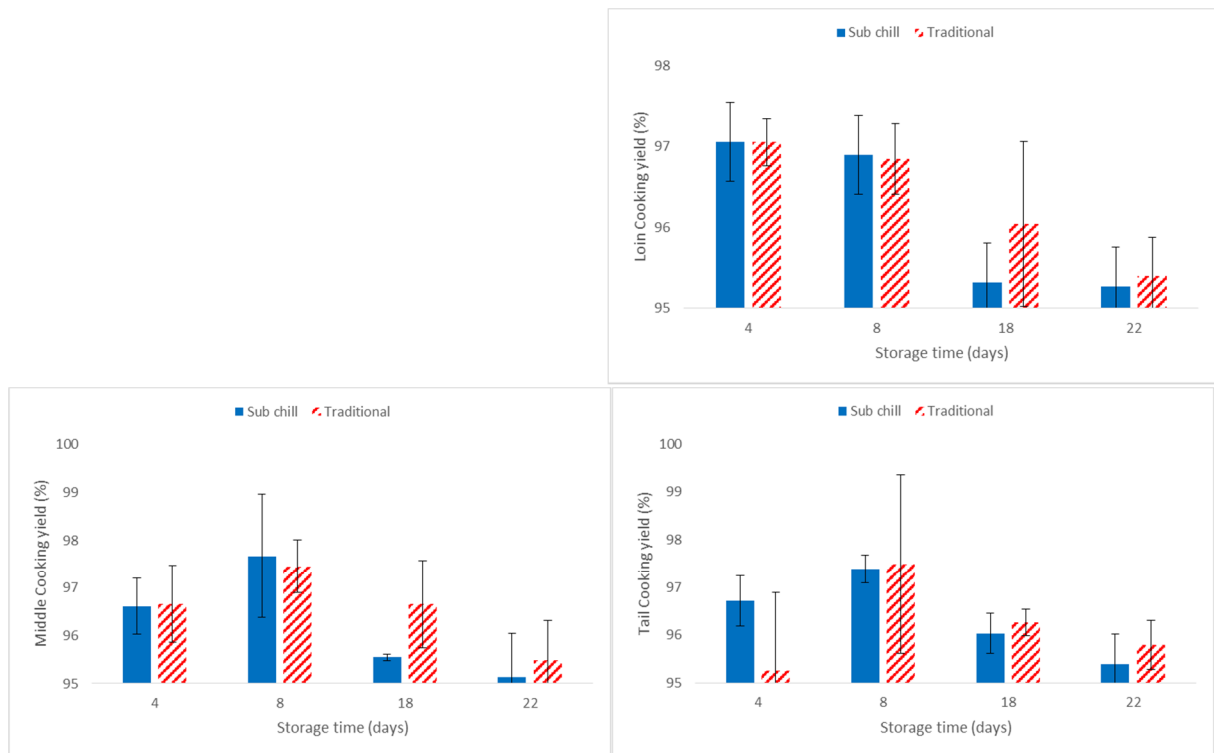 Sub chill Traditional
98
97
96
95
Loin Cooking yield (%)
4 8 18 22
Storage time (days)
Sub chill Traditional
100
99
98
97
96
95
Middle Cooking yield (%)
4 8 18 22
Storage time (days)
Sub chill Traditional
100
99
98
97
96
95
Tail Cooking yield (%)
4 8 18 22
Storage time (days)